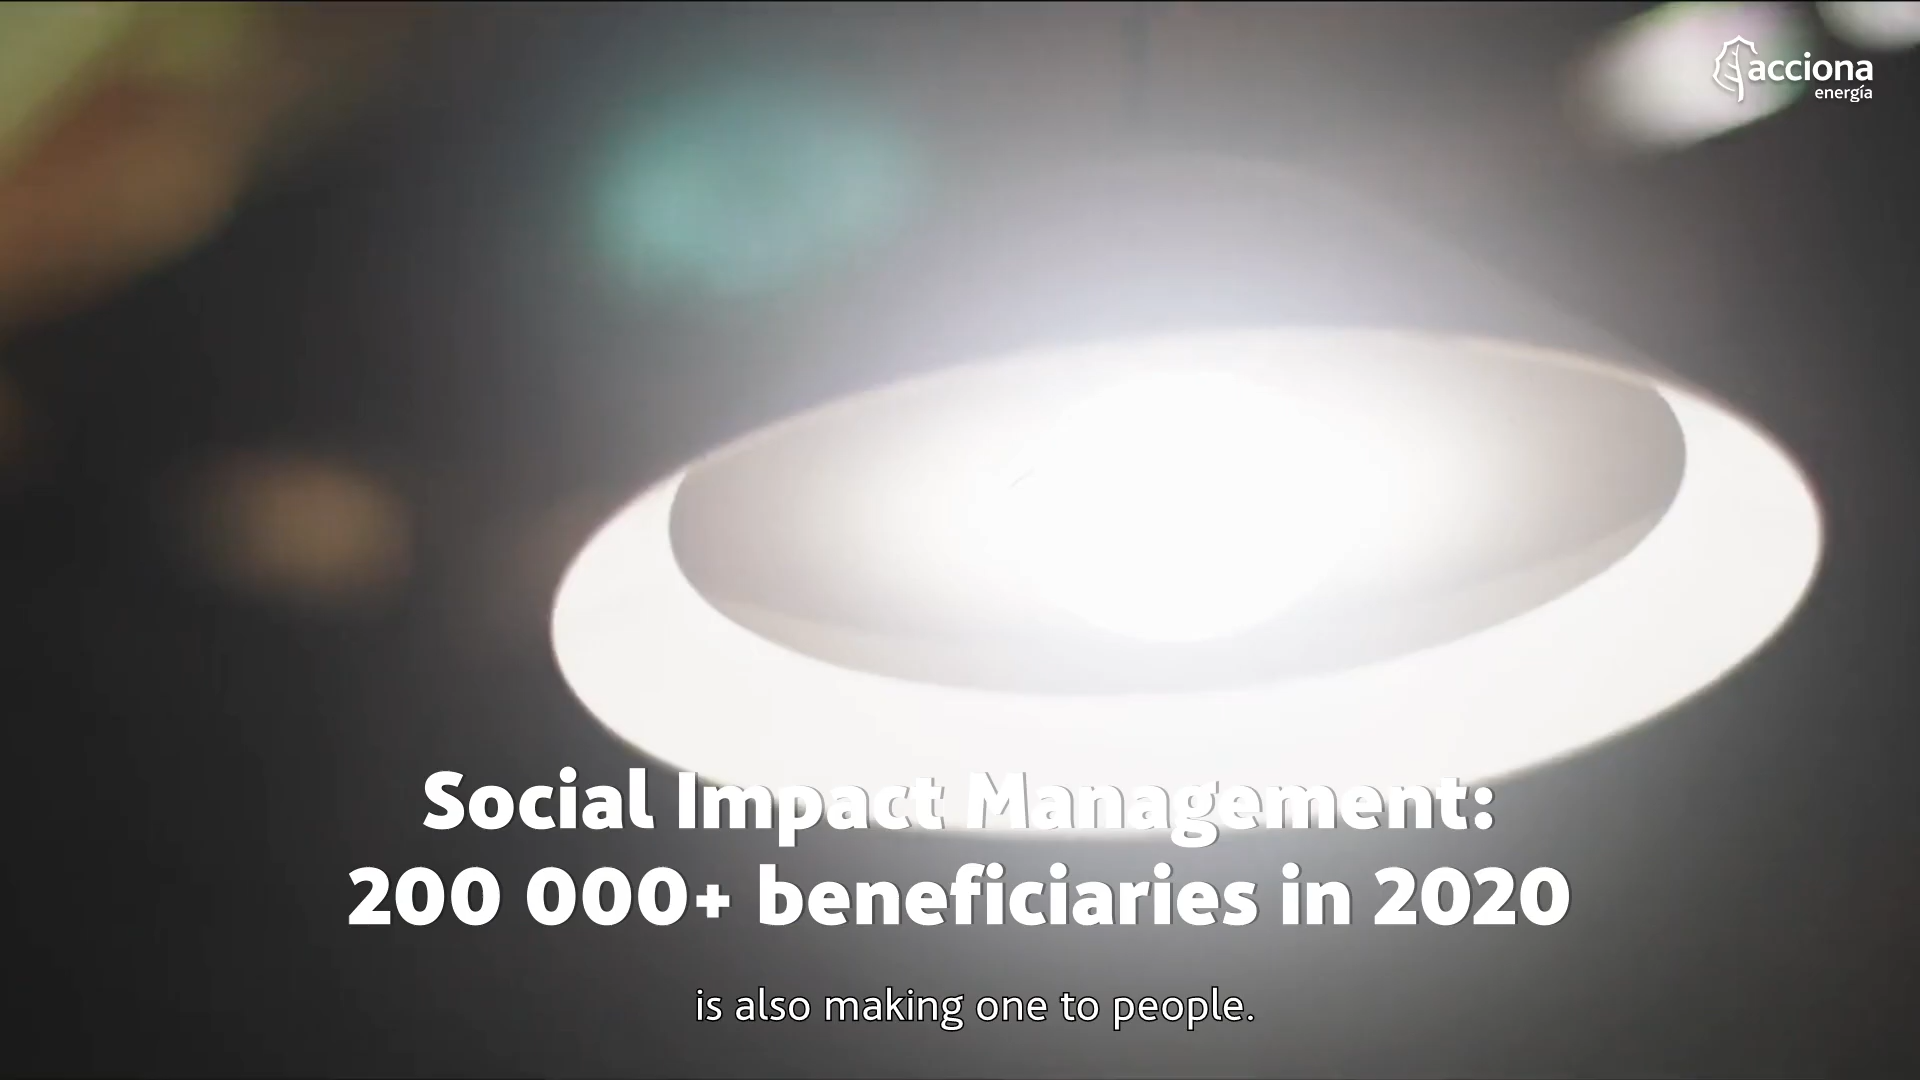 acciona
energía
Social Impact Management:
200 000+ beneficiaries in 2020
is also making one to people.